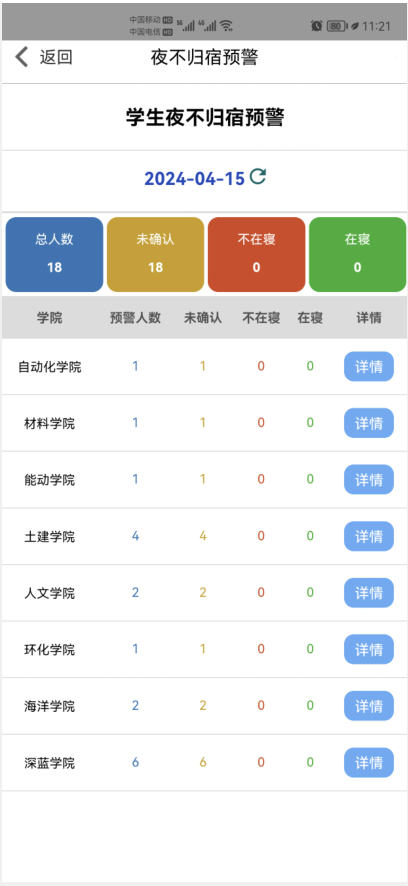 中国移动 HD 5G 4G 80 11:21
中国电信 HD
返回 夜不归宿预警
学生夜不归宿预警
2024-04-15
总人数 未确认 不在寝 在寝
18 18 0 0
学院 预警人数 未确认 不在寝 在寝 详情
自动化学院 1 1 0 0 详情
材料学院 1 1 0 0 详情
能动学院 1 1 0 0 详情
土建学院 4 4 0 0 详情
人文学院 2 2 0 0 详情
环化学院 1 1 0 0 详情
海洋学院 2 2 0 0 详情
深蓝学院 6 6 0 0 详情